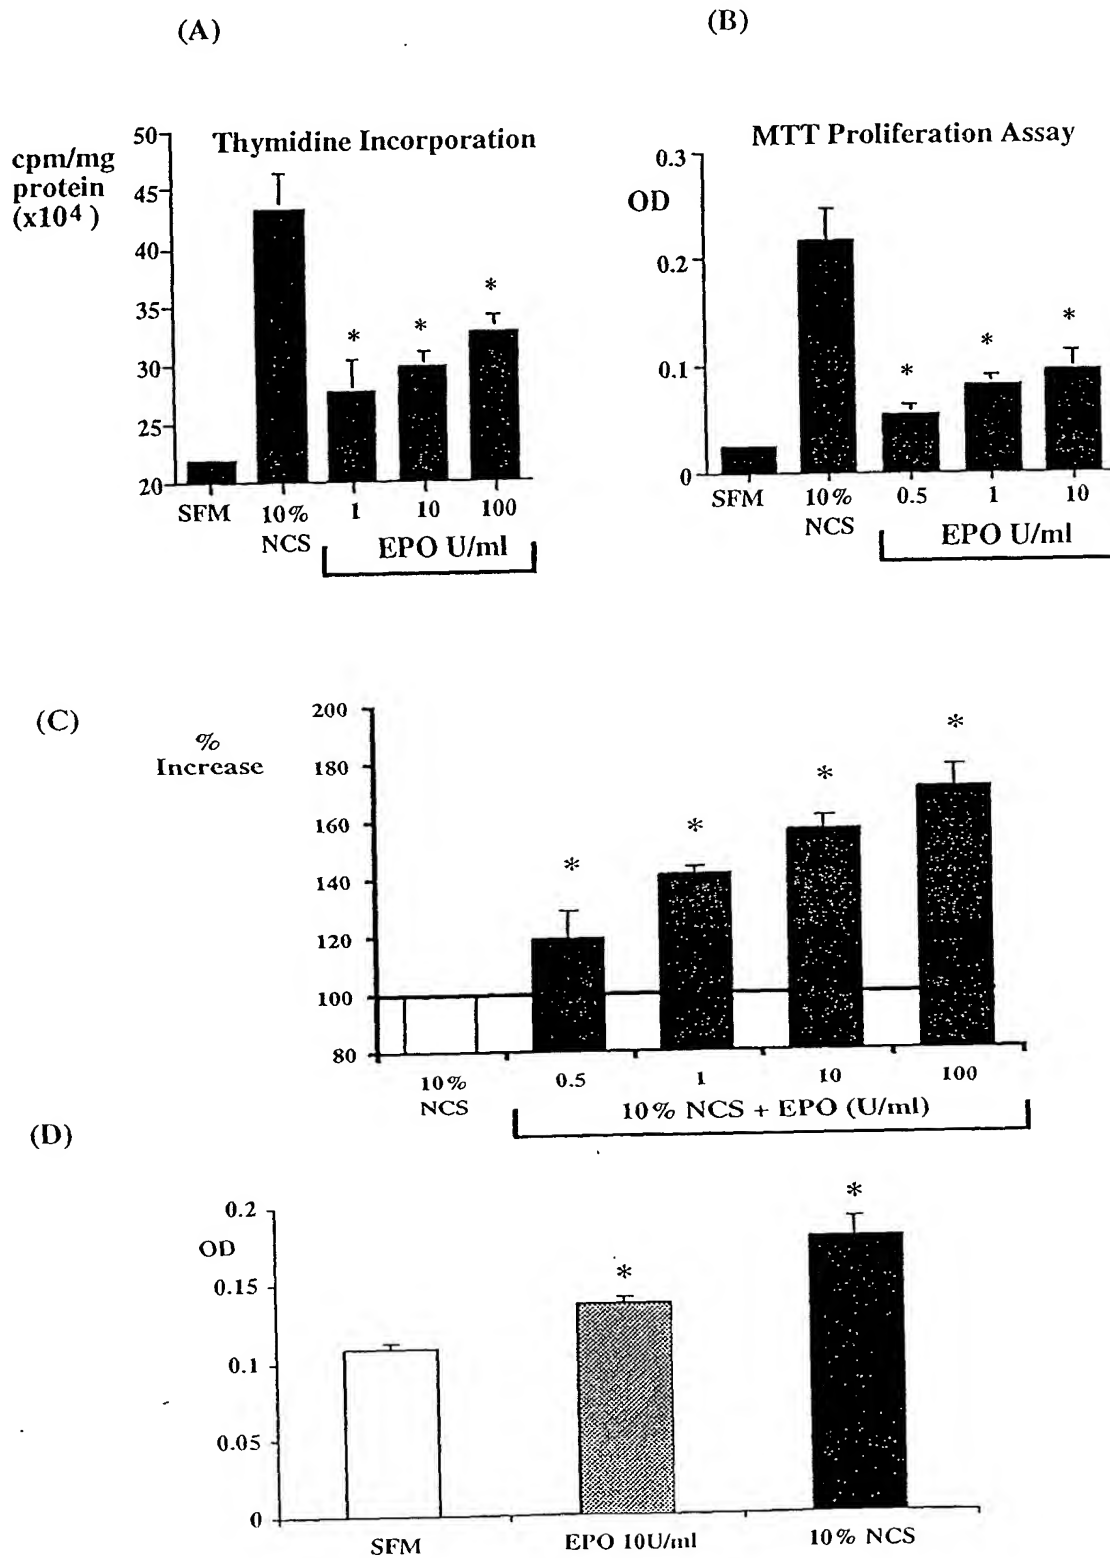 (A)
Thymidine Incorporation
cpm/mg
protein
(x10⁴)
50
45
40
35
30
25
20
*
*
*
SFM
10%
NCS
1
10
100
EPO U/ml
(B)
MTT Proliferation Assay
OD
0.3
0.2
0.1
0
*
*
*
SFM
10%
NCS
0.5
1
10
EPO U/ml
(C)
%
Increase
200
180
160
140
120
100
80
*
*
*
*
10%
NCS
0.5
1
10
100
10% NCS + EPO (U/ml)
(D)
OD
0.2
0.15
0.1
0.05
0
*
*
SFM
EPO 10U/ml
10% NCS